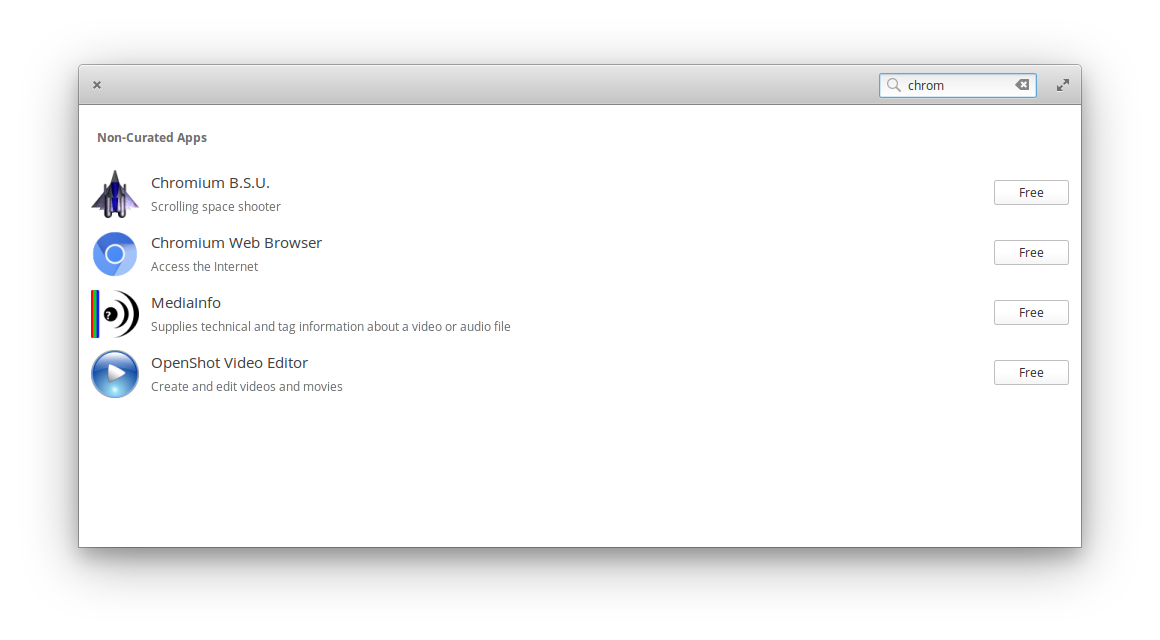 chrom
Non-Curated Apps
Chromium B.S.U.
Scrolling space shooter
Free
Chromium Web Browser
Access the Internet
Free
?
MediaInfo
Supplies technical and tag information about a video or audio file
Free
OpenShot Video Editor
Create and edit videos and movies
Free